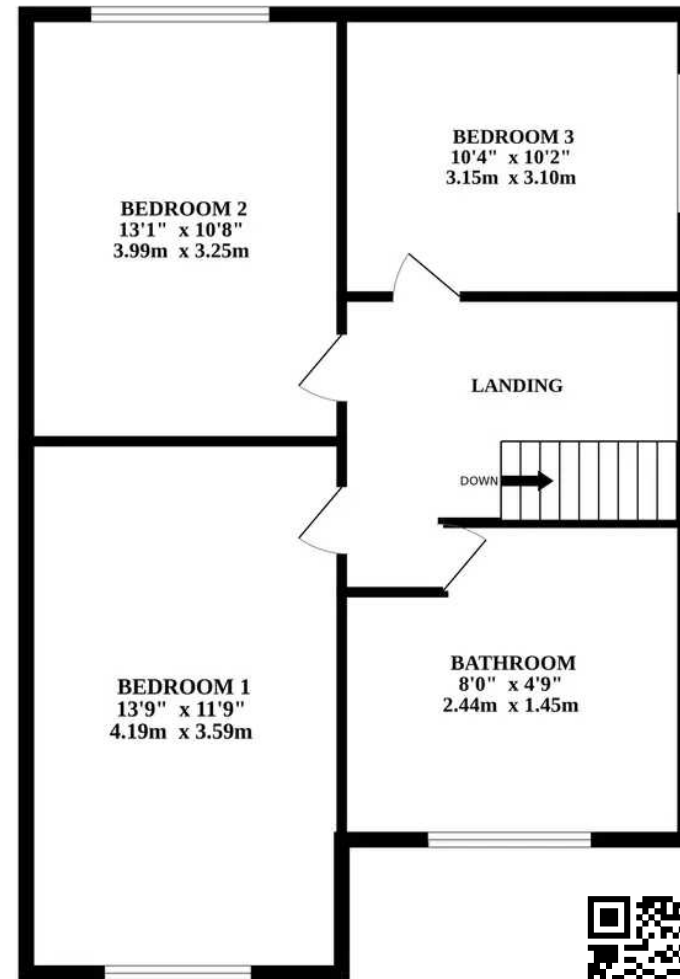 BEDROOM 3
10'4" x 10'2"
3.15m x 3.10m
BEDROOM 2
13'1" x 10'8"
3.99m x 3.25m
LANDING
DOWN
BATHROOM
8'0" x 4'9"
2.44m x 1.45m
BEDROOM 1
13'9" x 11'9"
4.19m x 3.59m